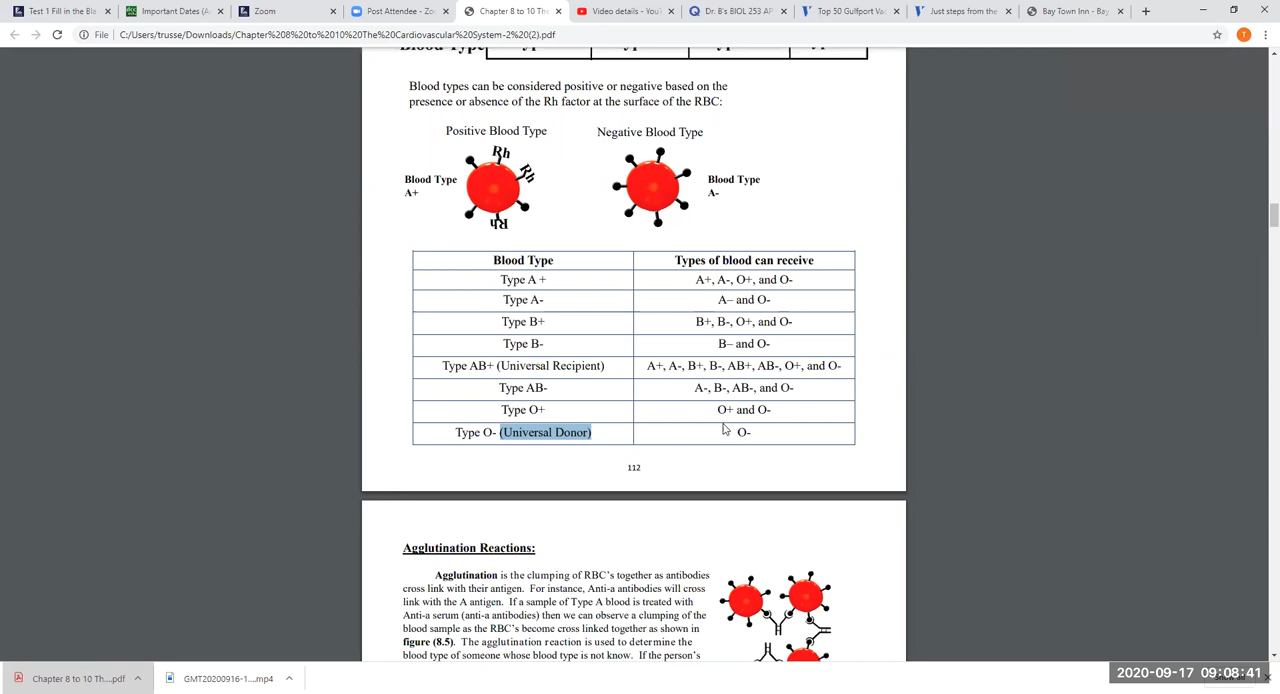 Test 1 Fill in the Bla
Important Dates (A
Zoom
Post Attendee - Zo
Chapter 8 to 10 Th
Video details - You
Dr. B's BIOL 253 AP
Top 50 Gulfport Va
Just steps from the
Bay Town Inn - Bay
File
C:/Users/trusse/Downloads/Chapter%208%20to%2010%20The%20Cardiovascular%20System-2%20(2).pdf
T
Blood types can be considered positive or negative based on the
presence or absence of the Rh factor at the surface of the RBC:
Positive Blood Type
Negative Blood Type
Rh
Rh
Rh
Blood Type
A+
Blood Type
A-
Blood Type Types of blood can receive
Type A + A+, A-, O+, and O-
Type A- A– and O-
Type B+ B+, B-, O+, and O-
Type B- B– and O-
Type AB+ (Universal Recipient) A+, A-, B+, B-, AB+, AB-, O+, and O-
Type AB- A-, B-, AB-, and O-
Type O+ O+ and O-
Type O- (Universal Donor) O-
112
Agglutination Reactions:
Agglutination is the clumping of RBC's together as antibodies
cross link with their antigen. For instance, Anti-a antibodies will cross
link with the A antigen. If a sample of Type A blood is treated with
Anti-a serum (anti-a antibodies) then we can observe a clumping of the
blood sample as the RBC's become cross linked together as shown in
figure (8.5). The agglutination reaction is used to determine the
blood type of someone whose blood type is not know. If the person's
Chapter 8 to 10 Th....pdf
GMT20200916-1....mp4
2020-09-17 09:08:41